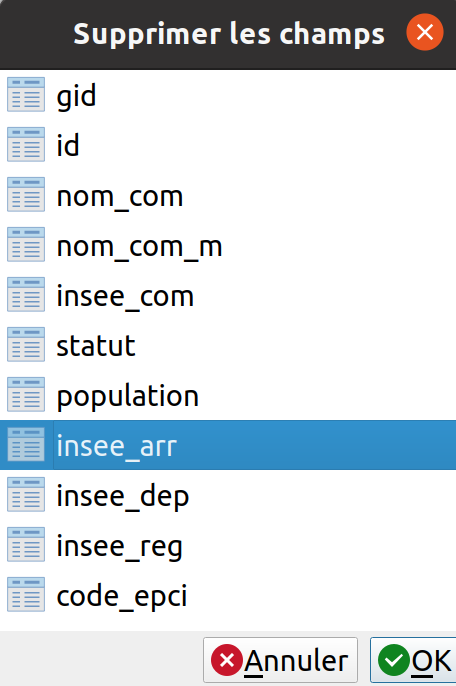 Supprimer les champs
gid
id
nom_com
nom_com_m
insee_com
statut
population
insee_arr
insee_dep
insee_reg
code_epci
Annuler OK